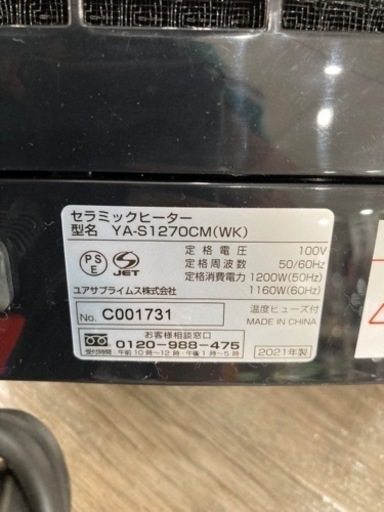 セラミックヒーター
型名 YA-S1270CM(WK)
PS
E
S
JET
定格電圧 100V
定格周波数 50/60Hz
定格消費電力 1200W(50Hz)
1160W(60Hz)
ユアサプライムス株式会社
温度ヒューズ付
MADE IN CHINA
No. C001731
お客様相談窓口
0120-988-475
受付時間 午前10時〜12時・午後1時〜5時
2021年製